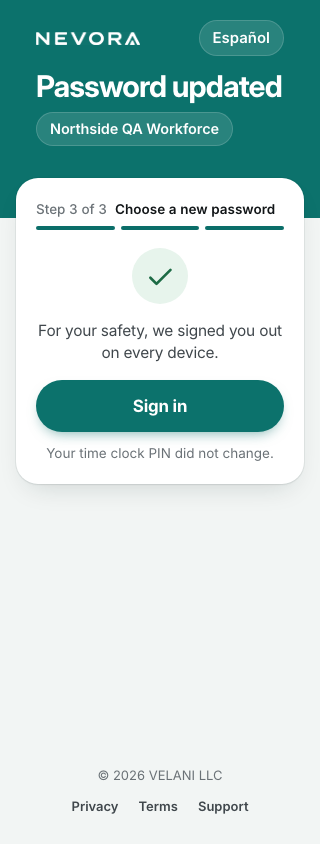 NEVORA
Español
Password updated
Northside QA Workforce
Step 3 of 3 Choose a new password
For your safety, we signed you out
on every device.
Sign in
Your time clock PIN did not change.
© 2026 VELANI LLC
Privacy Terms Support